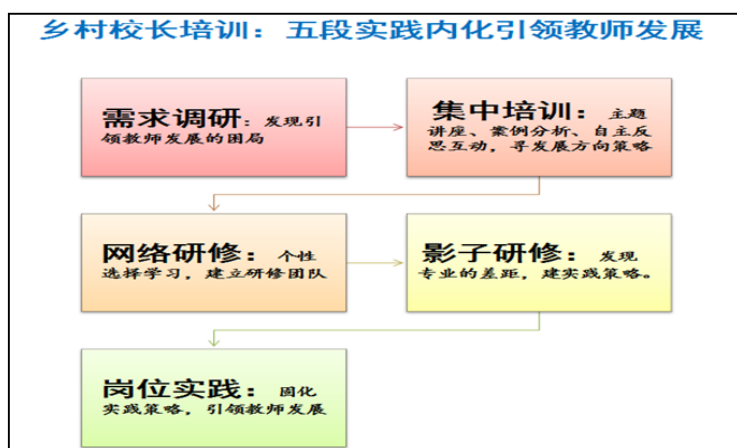 乡村校长培训：五段实践内化引领教师发展
需求调研：发现引
领教师发展的困局
集中培训：主题
讲座、案例分析、自主反
思互动，寻发展方向策略
网络研修：个性
选择学习，建立研修团队
影子研修：发现
专业的差距，建实践策略。
岗位实践：固化
实践策略，引领教师发展